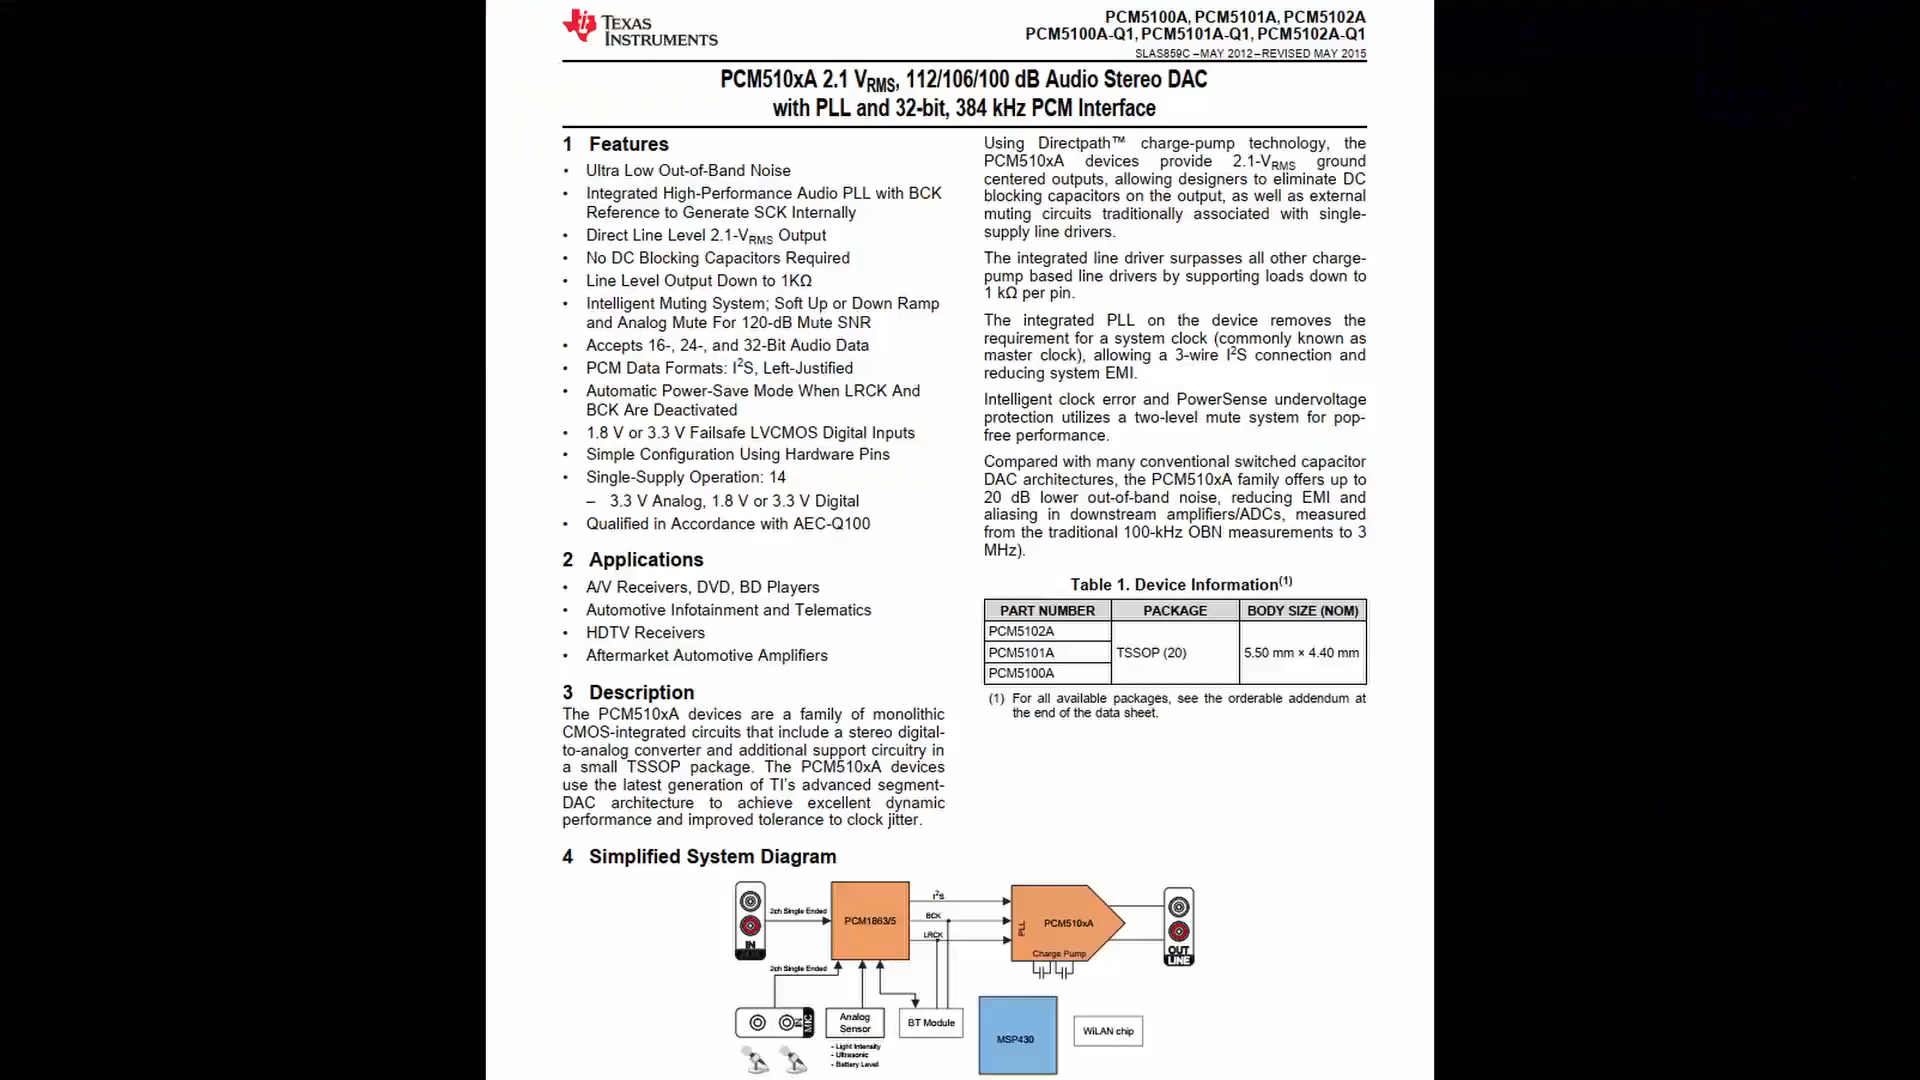 TEXAS
INSTRUMENTS
PCM5100A, PCM5101A, PCM5102A
PCM5100A-Q1, PCM5101A-Q1, PCM5102A-Q1
SLAS859C –MAY 2012–REVISED MAY 2015
PCM510xA 2.1 VRMS, 112/106/100 dB Audio Stereo DAC
with PLL and 32-bit, 384 kHz PCM Interface
1 Features
• Ultra Low Out-of-Band Noise
• Integrated High-Performance Audio PLL with BCK
Reference to Generate SCK Internally
• Direct Line Level 2.1-VRMS Output
• No DC Blocking Capacitors Required
• Line Level Output Down to 1KΩ
• Intelligent Muting System; Soft Up or Down Ramp
and Analog Mute For 120-dB Mute SNR
• Accepts 16-, 24-, and 32-Bit Audio Data
• PCM Data Formats: I2S, Left-Justified
• Automatic Power-Save Mode When LRCK And
BCK Are Deactivated
• 1.8 V or 3.3 V Failsafe LVCMOS Digital Inputs
• Simple Configuration Using Hardware Pins
• Single-Supply Operation: 14
– 3.3 V Analog, 1.8 V or 3.3 V Digital
• Qualified in Accordance with AEC-Q100
2 Applications
• A/V Receivers, DVD, BD Players
• Automotive Infotainment and Telematics
• HDTV Receivers
• Aftermarket Automotive Amplifiers
3 Description
The PCM510xA devices are a family of monolithic
CMOS-integrated circuits that include a stereo digital-
to-analog converter and additional support circuitry in
a small TSSOP package. The PCM510xA devices
use the latest generation of TI's advanced segment-
DAC architecture to achieve excellent dynamic
performance and improved tolerance to clock jitter.
Using Directpath™ charge-pump technology, the
PCM510xA devices provide 2.1-VRMS ground
centered outputs, allowing designers to eliminate DC
blocking capacitors on the output, as well as external
muting circuits traditionally associated with single-
supply line drivers.
The integrated line driver surpasses all other charge-
pump based line drivers by supporting loads down to
1 kΩ per pin.
The integrated PLL on the device removes the
requirement for a system clock (commonly known as
master clock), allowing a 3-wire I2S connection and
reducing system EMI.
Intelligent clock error and PowerSense undervoltage
protection utilizes a two-level mute system for pop-
free performance.
Compared with many conventional switched capacitor
DAC architectures, the PCM510xA family offers up to
20 dB lower out-of-band noise, reducing EMI and
aliasing in downstream amplifiers/ADCs, measured
from the traditional 100-kHz OBN measurements to 3
MHz).
Table 1. Device Information(1)
PART NUMBER PACKAGE BODY SIZE (NOM)
PCM5102A
PCM5101A TSSOP (20) 5.50 mm × 4.40 mm
PCM5100A
(1) For all available packages, see the orderable addendum at
the end of the data sheet.
4 Simplified System Diagram
IN
2ch Single Ended
PCM1863/5
I2S
BCK
LRCK
PLL
PCM510xA
Charge Pump
OUT
LINE
2ch Single Ended
IN
MIC
Analog
Sensor
- Light Intensity
- Ultrasonic
- Battery Level
BT Module
MSP430
WiLAN chip